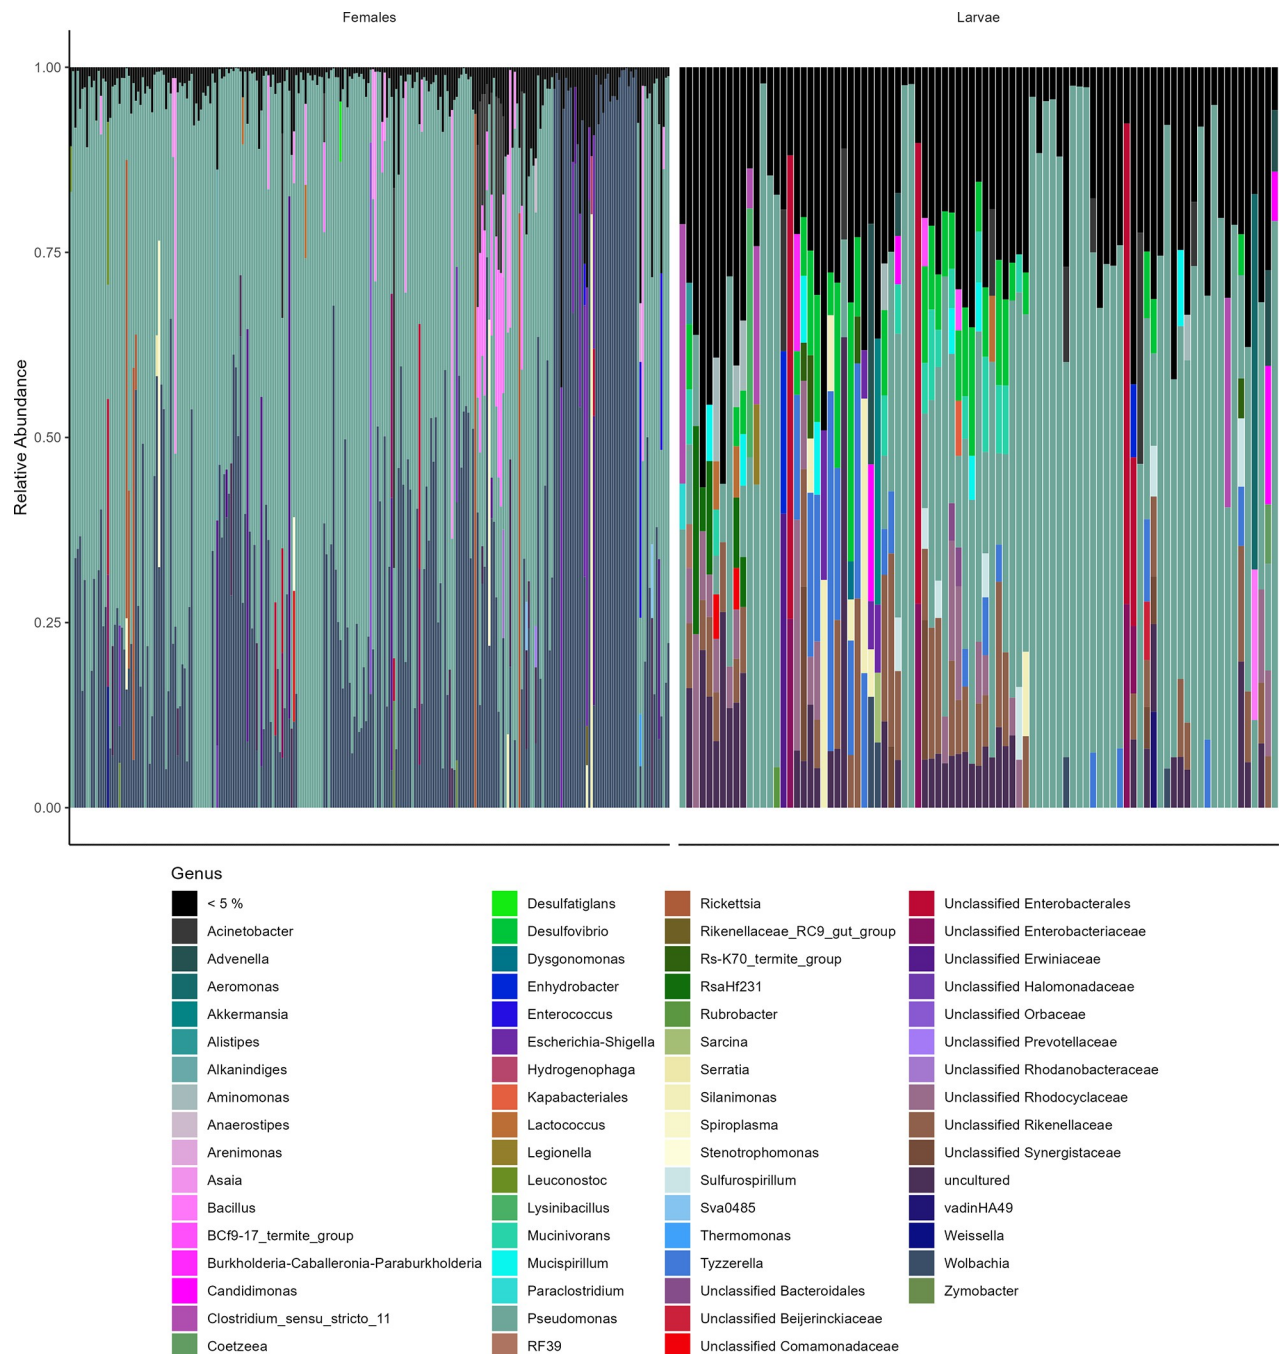 Females
Larvae
1.00
0.75
0.50
0.25
0.00
Relative Abundance
Genus
< 5 %
Acinetobacter
Advenella
Aeromonas
Akkermansia
Alistipes
Alkanindiges
Aminomonas
Anaerostipes
Arenimonas
Asaia
Bacillus
BCf9-17_termite_group
Burkholderia-Caballeronia-Paraburkholderia
Candidimonas
Clostridium_sensu_stricto_11
Coetzeea
Desulfatiglans
Desulfovibrio
Dysgonomonas
Enhydrobacter
Enterococcus
Escherichia-Shigella
Hydrogenophaga
Kapabacteriales
Lactococcus
Legionella
Leuconostoc
Lysinibacillus
Mucinivorans
Mucispirillum
Paraclostridium
Pseudomonas
RF39
Rickettsia
Rikenellaceae_RC9_gut_group
Rs-K70_termite_group
RsaHf231
Rubrobacter
Sarcina
Serratia
Silanimonas
Spiroplasma
Stenotrophomonas
Sulfurospirillum
Sva0485
Thermomonas
Tyzzerella
Unclassified Bacteroidales
Unclassified Beijerinckiaceae
Unclassified Comamonadaceae
Unclassified Enterobacterales
Unclassified Enterobacteriaceae
Unclassified Erwiniaceae
Unclassified Halomonadaceae
Unclassified Orbaceae
Unclassified Prevotellaceae
Unclassified Rhodanobacteraceae
Unclassified Rhodocyclaceae
Unclassified Rikenellaceae
Unclassified Synergistaceae
uncultured
vadinHA49
Weissella
Wolbachia
Zymobacter